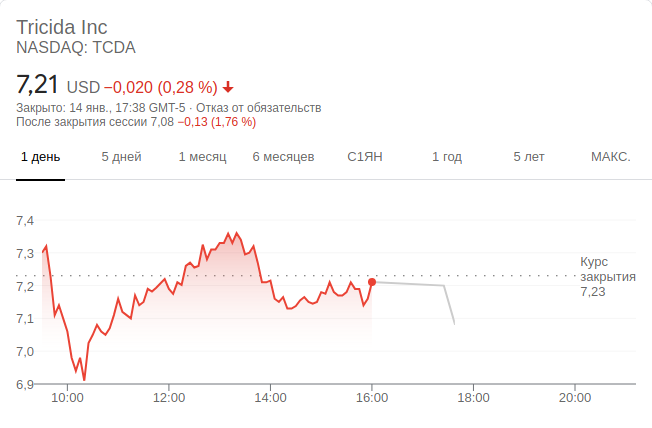 Tricida Inc
NASDAQ: TCDA
7,21 USD −0,020 (0,28 %)
Закрыто: 14 янв., 17:38 GMT-5 · Отказ от обязательств
После закрытия сессии 7,08 −0,13 (1,76 %)
1 день 5 дней 1 месяц 6 месяцев С1ЯН 1 год 5 лет МАКС.
7,4
7,3
7,2
7,1
7,0
6,9
Курс
закрытия
7,23
10:00 12:00 14:00 16:00 18:00 20:00